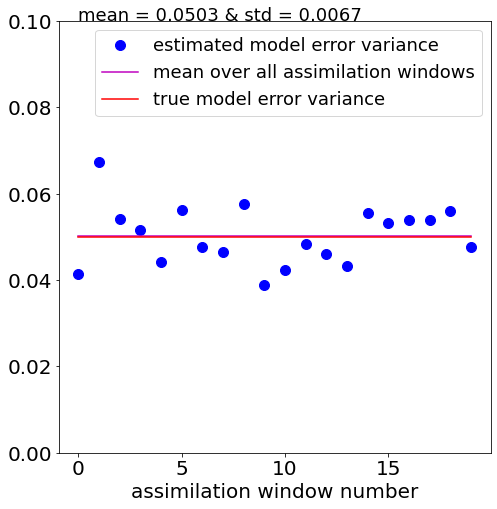 mean = 0.0503 & std = 0.0067
0.10
estimated model error variance
mean over all assimilation windows
true model error variance
0.08
0.06
0.04
0.02
0.00
0 5 10 15
assimilation window number